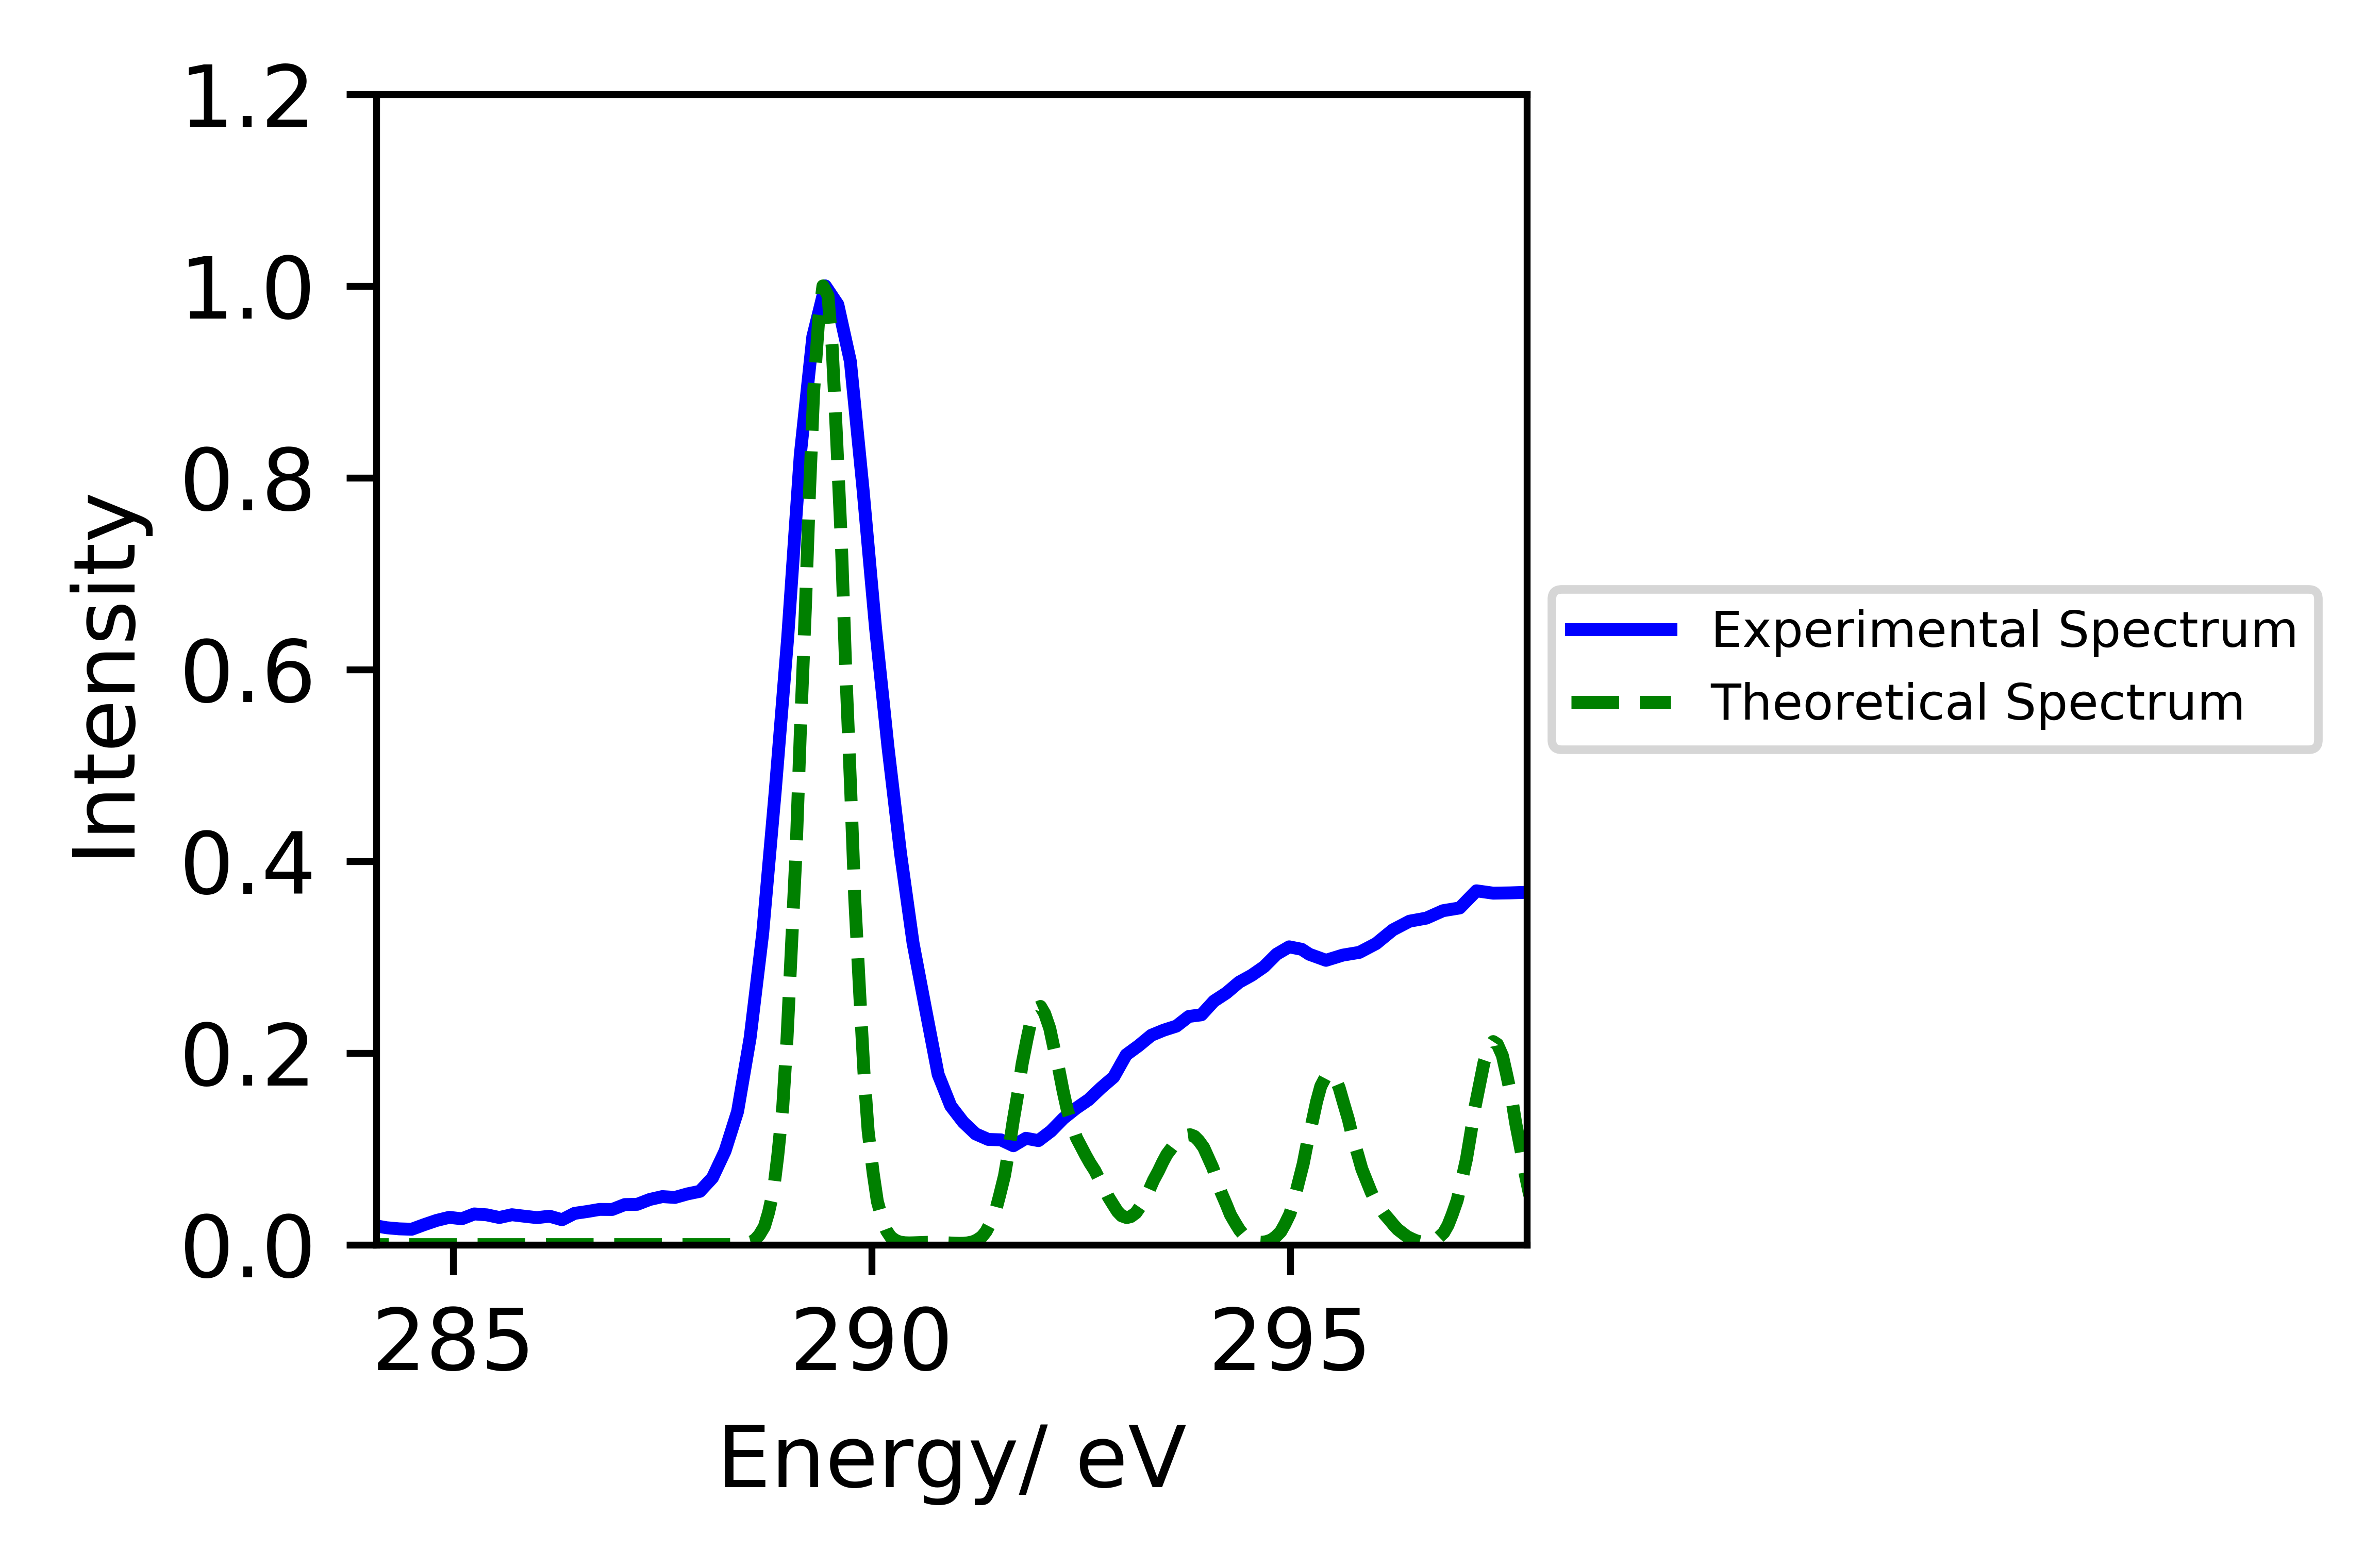 1.2
1.0
0.8
0.6
0.4
0.2
0.0
Intensity
285 290 295
Energy/ eV
Experimental Spectrum
Theoretical Spectrum